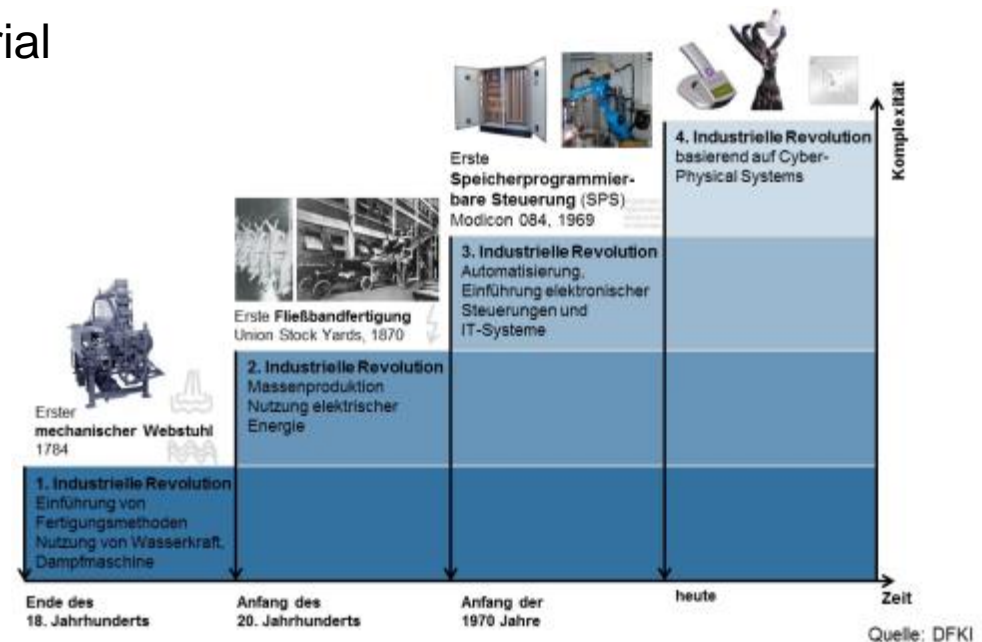 rial
Komplexität
4. Industrielle Revolution
basierend auf Cyber-
Physical Systems
Erste
Speicherprogrammier-
bare Steuerung (SPS)
Modicon 084, 1969
3. Industrielle Revolution
Automatisierung,
Einführung elektronischer
Steuerungen und
IT-Systeme
Erste Fließbandfertigung
Union Stock Yards, 1870
2. Industrielle Revolution
Massenproduktion
Nutzung elektrischer
Energie
Erster
mechanischer Webstuhl
1784
1. Industrielle Revolution
Einführung von
Fertigungsmethoden
Nutzung von Wasserkraft,
Dampfmaschine
Ende des
18. Jahrhunderts
Anfang des
20. Jahrhunderts
Anfang der
1970 Jahre
heute
Zeit
Quelle: DFKI